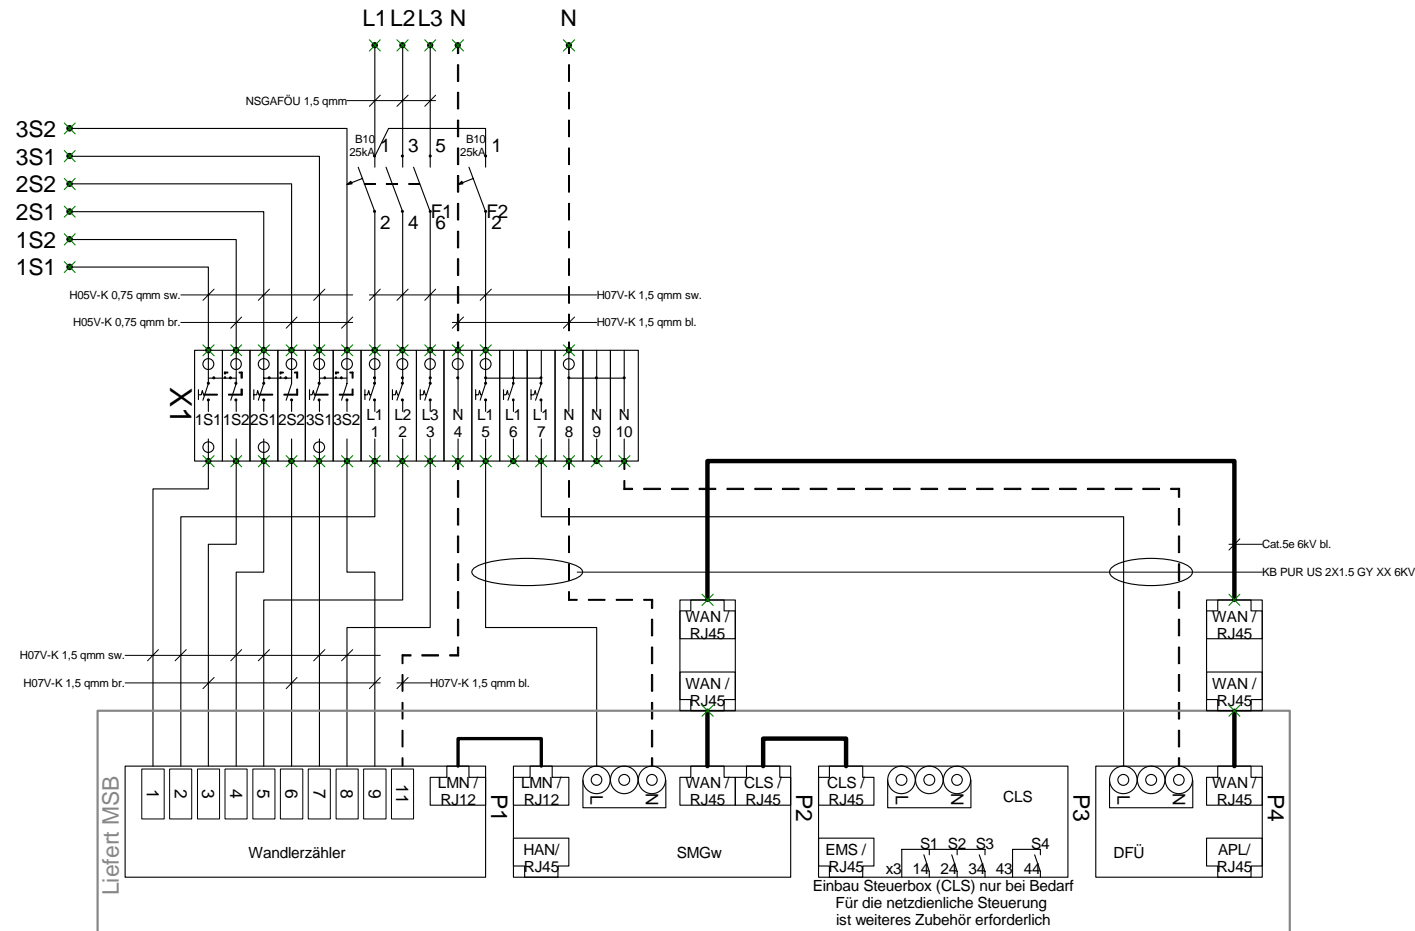 L1 L2 L3 N N
NSGAFÖU 1,5 qmm
3S2
3S1
2S2
2S1
1S2
1S1
B10
25kA
1 3 5
B10
25kA
1
2 4 6
F1
F2
2
H05V-K 0,75 qmm sw.
H07V-K 1,5 qmm sw.
H05V-K 0,75 qmm br.
H07V-K 1,5 qmm bl.
X1
1S1 1S2 2S1 2S2 3S1 3S2 L1 L2 L3 N L1 L1 L1 N N N
1 2 3 4 5 6 7 8 9 10
Cat.5e 6kV bl.
KB PUR US 2X1.5 GY XX 6KV
WAN /
RJ45
WAN /
RJ45
WAN /
RJ45
WAN /
RJ45
H07V-K 1,5 qmm sw.
H07V-K 1,5 qmm br.
H07V-K 1,5 qmm bl.
Liefert MSB
1 2 3 4 5 6 7 8 9 11
LMN /
RJ12
P1
Wandlerzähler
LMN /
RJ12
L N
WAN /
RJ45
CLS /
RJ45
P2
HAN/
RJ45
SMGw
CLS /
RJ45
L N
CLS
P3
EMS /
RJ45
S1 S2 S3 S4
x3 14 24 34 43 44
Einbau Steuerbox (CLS) nur bei Bedarf
Für die netzdienliche Steuerung
ist weiteres Zubehör erforderlich
L N
WAN /
RJ45
P4
DFÜ
APL/
RJ45